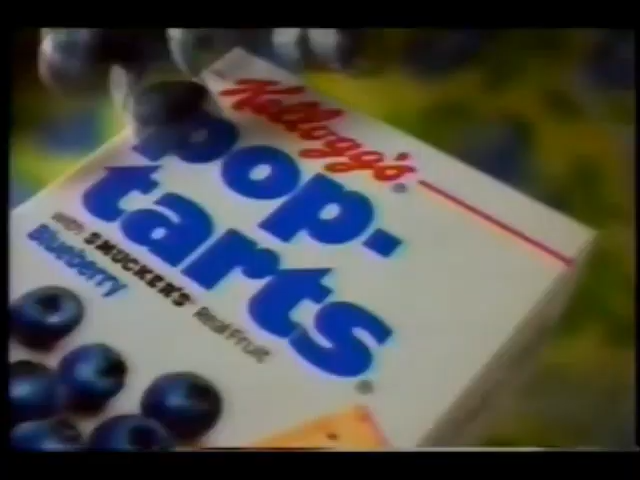 Kellogg's®
pop-
tarts®
WITH SMUCKER'S® Real Fruit
Blueberry